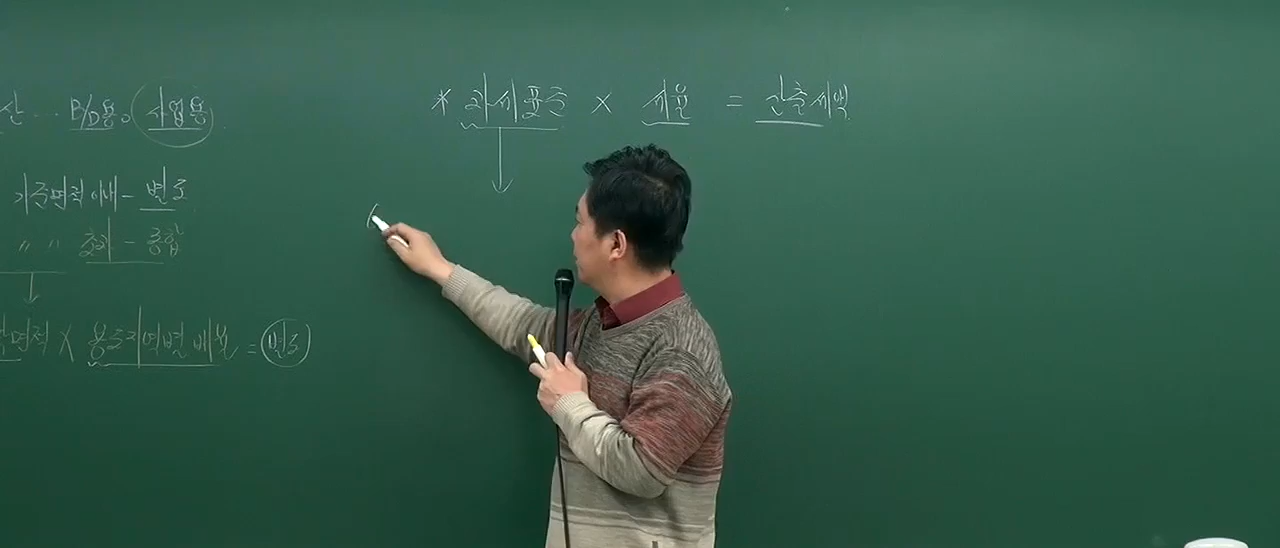 산 … B/D용。 사업용
기준면적 이내 - 별도
〃 〃 초과 - 종합
면적 × 용도지역별 배율 = 별도
* 과세표준 × 세율 = 산출세액
(